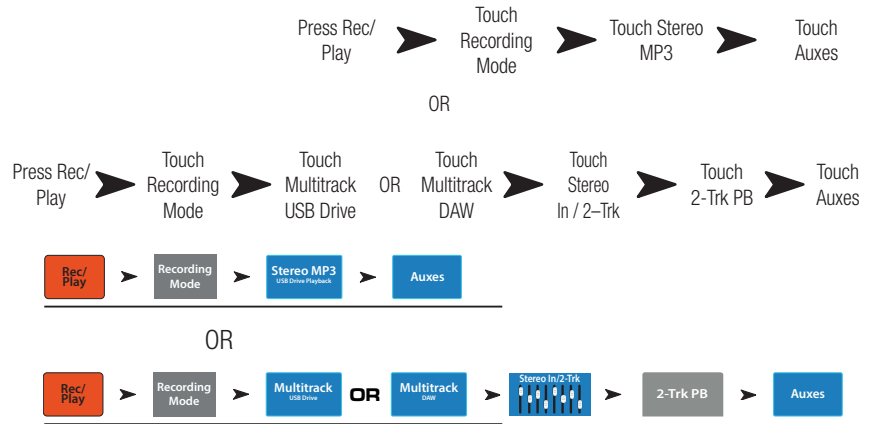 Press Rec/ Play
Touch Recording Mode
Touch Stereo MP3
Touch Auxes
OR
Press Rec/ Play
Touch Recording Mode
Touch Multitrack USB Drive
OR
Touch Multitrack DAW
Touch Stereo In / 2–Trk
Touch 2-Trk PB
Touch Auxes
Rec/ Play
Recording Mode
Stereo MP3
USB Drive Playback
Auxes
OR
Rec/ Play
Recording Mode
Multitrack
USB Drive
OR
Multitrack
DAW
Stereo In/2-Trk
2-Trk PB
Auxes